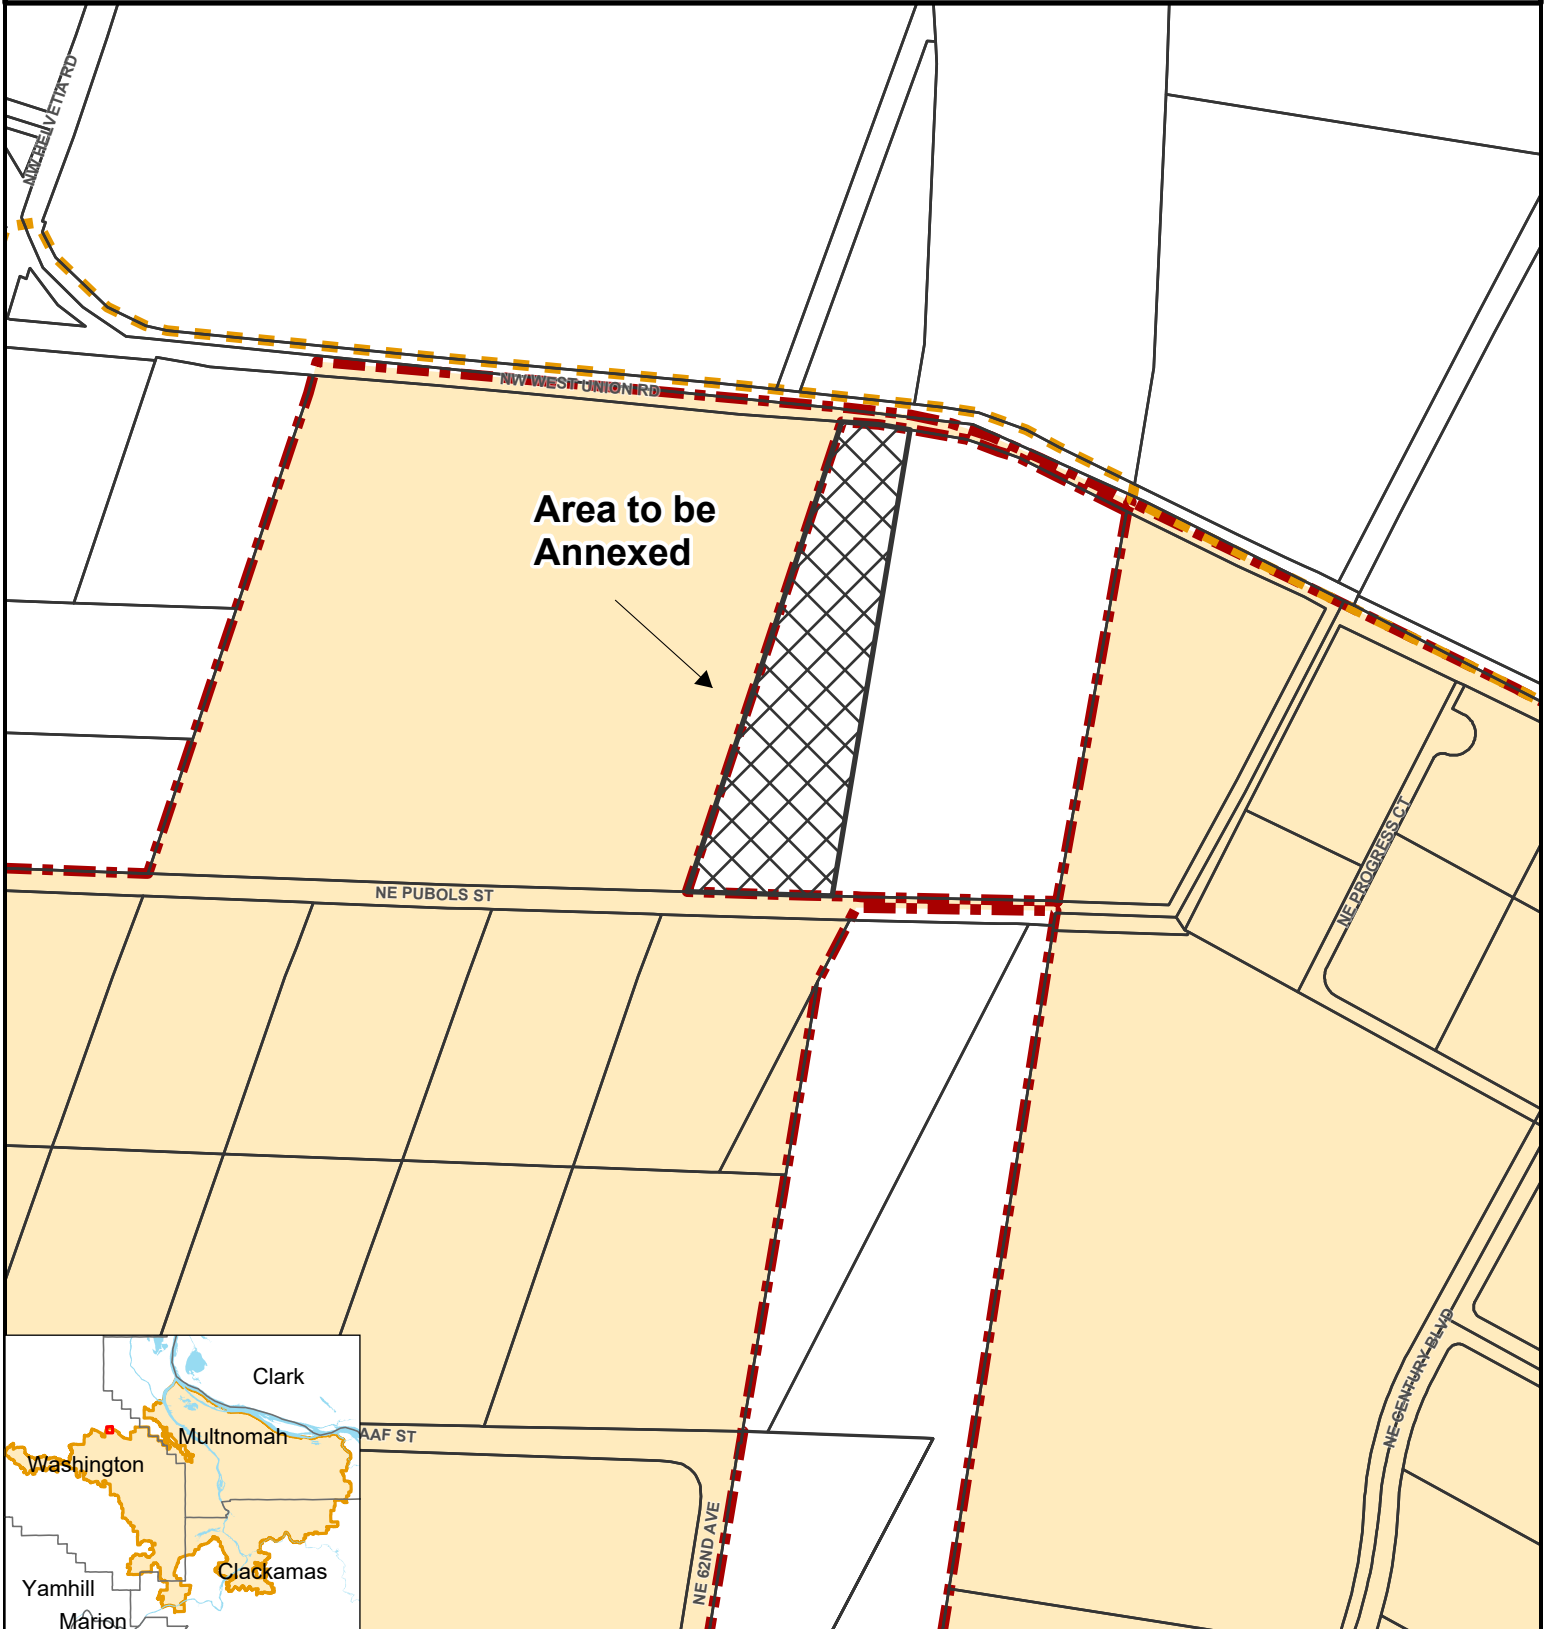 NW HELVETIA RD
NW WEST UNION RD
Area to be
Annexed
NE PROGRESS CT
NE PUBOLS ST
NE CENTURY BLVD
Clark
Multnomah
AAF ST
Washington
NE 62ND AVE
Clackamas
Yamhill
Marion